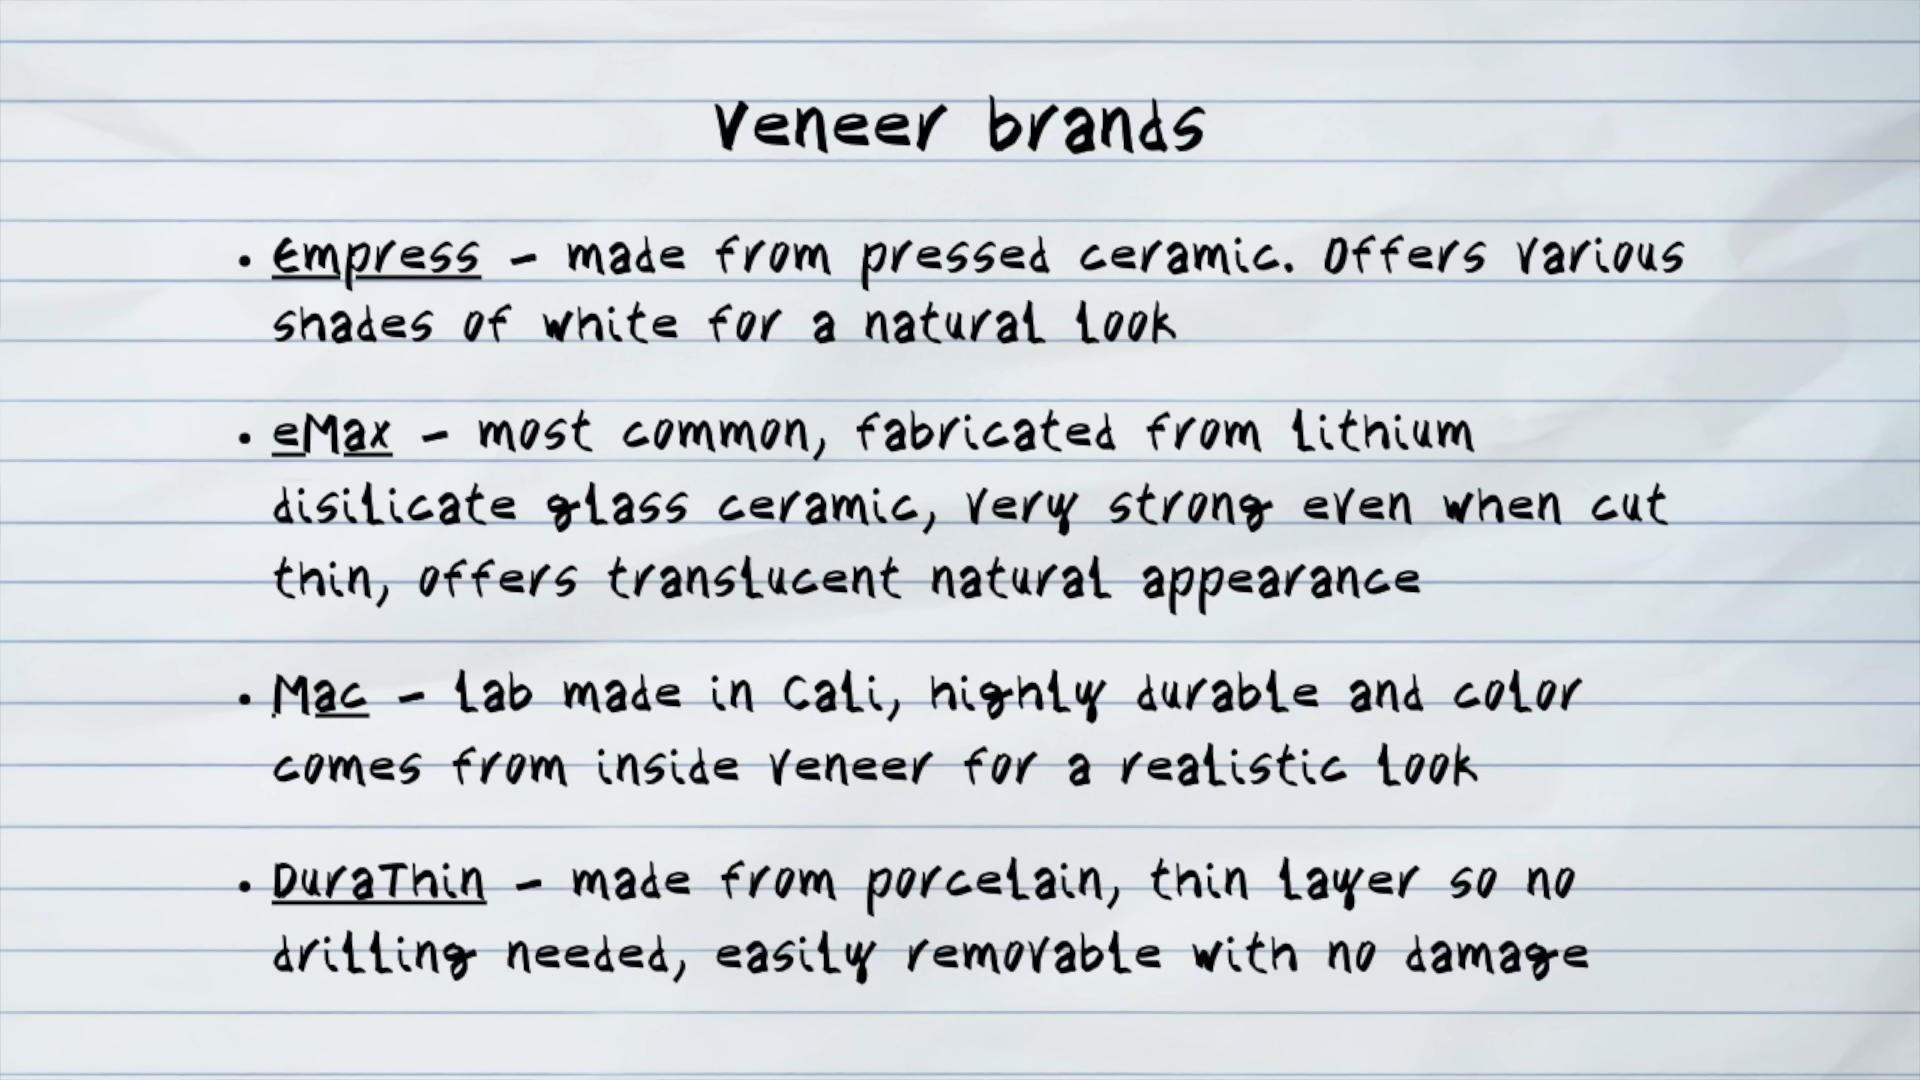 Veneer brands
• Empress - made from pressed ceramic. Offers various
shades of white for a natural look
• eMax - most common, fabricated from lithium
disilicate glass ceramic, very strong even when cut
thin, offers translucent natural appearance
• Mac - lab made in Cali, highly durable and color
comes from inside veneer for a realistic look
• DuraThin - made from porcelain, thin layer so no
drilling needed, easily removable with no damage